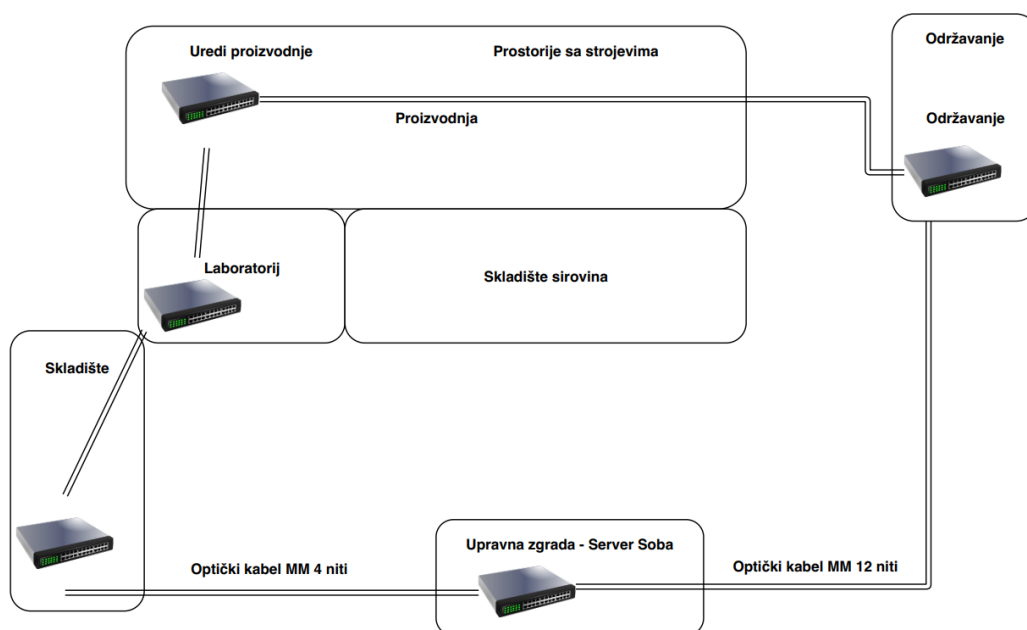 Uredi proizvodnje
Prostorije sa strojevima
Održavanje
Proizvodnja
Održavanje
Laboratorij
Skladište sirovina
Skladište
Upravna zgrada - Server Soba
Optički kabel MM 4 niti
Optički kabel MM 12 niti